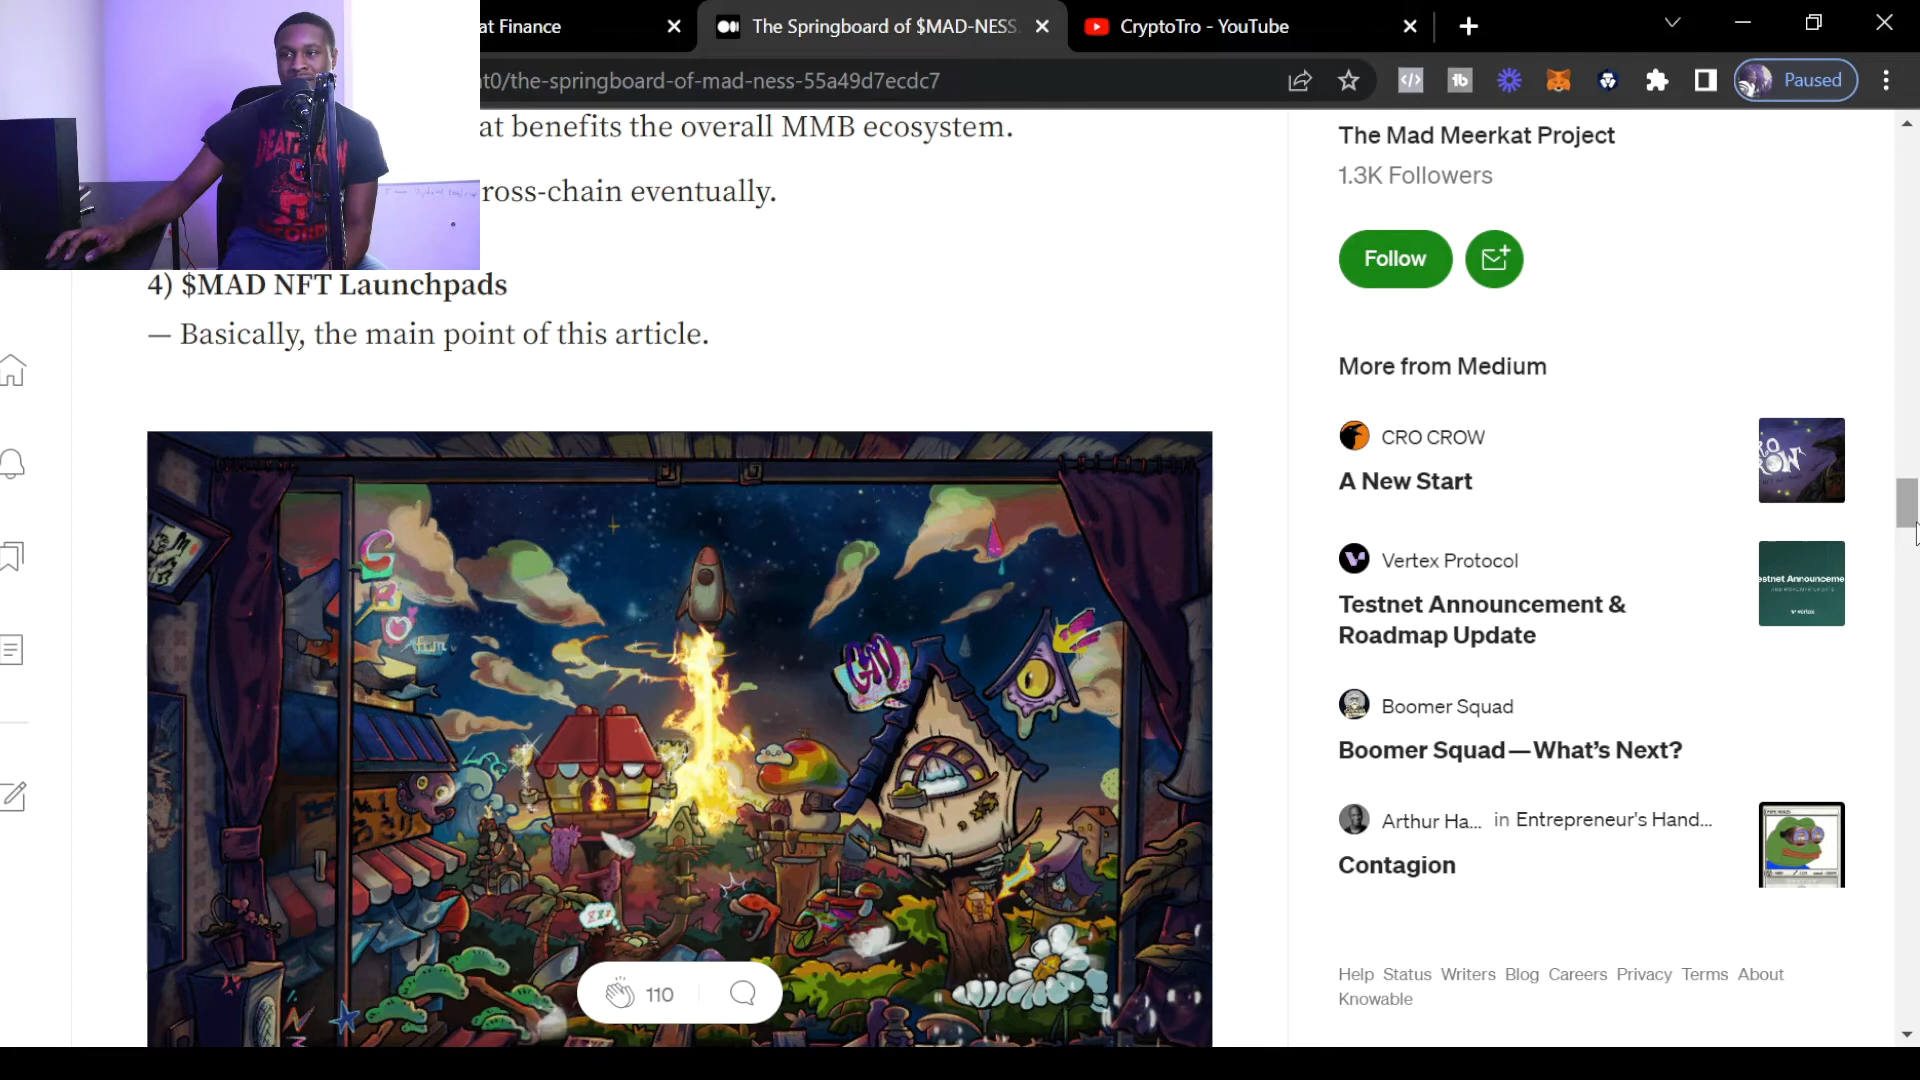 at Finance
The Springboard of $MAD-NESS
CryptoTro - YouTube
nt0/the-springboard-of-mad-ness-55a49d7ecdc7
Paused
at benefits the overall MMB ecosystem.
ross-chain eventually.
4) $MAD NFT Launchpads
— Basically, the main point of this article.
110
The Mad Meerkat Project
1.3K Followers
Follow
More from Medium
CRO CROW
A New Start
Vertex Protocol
Testnet Announcement &
Roadmap Update
estnet Announceme
Boomer Squad
Boomer Squad—What's Next?
Arthur Ha... in Entrepreneur's Hand...
Contagion
Help Status Writers Blog Careers Privacy Terms About
Knowable